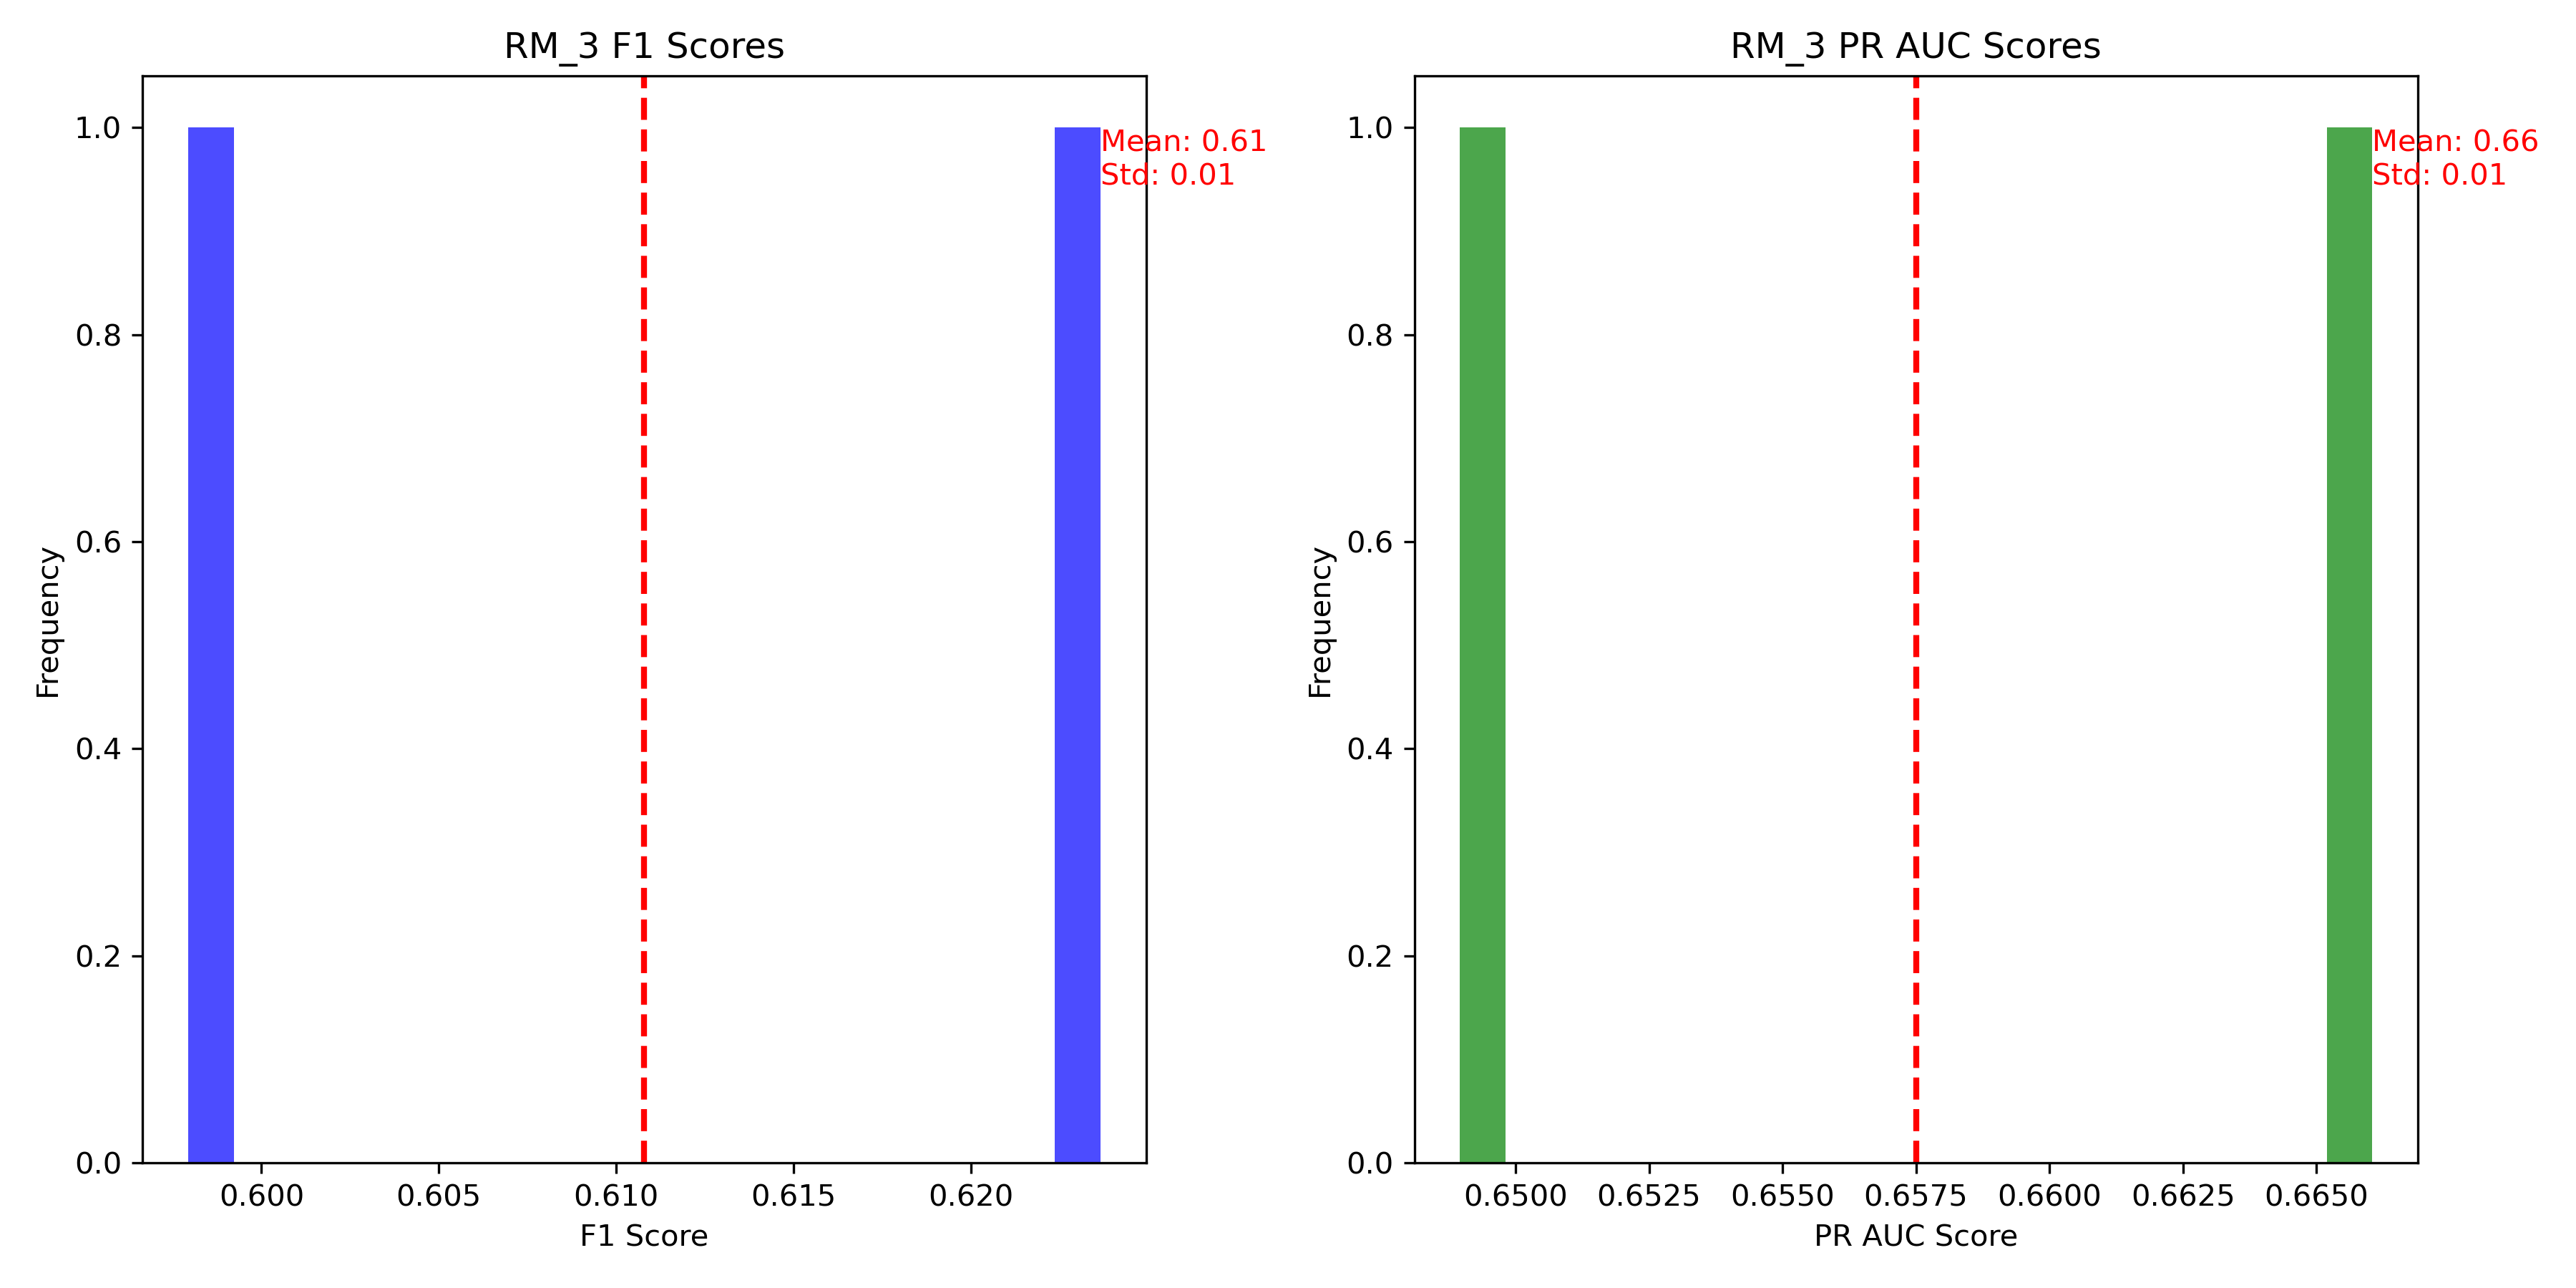 RM_3 F1 Scores
1.0
0.8
0.6
0.4
0.2
0.0
Frequency
Mean: 0.61
Std: 0.01
0.600 0.605 0.610 0.615 0.620
F1 Score
RM_3 PR AUC Scores
1.0
0.8
0.6
0.4
0.2
0.0
Frequency
Mean: 0.66
Std: 0.01
0.6500 0.6525 0.6550 0.6575 0.6600 0.6625 0.6650
PR AUC Score